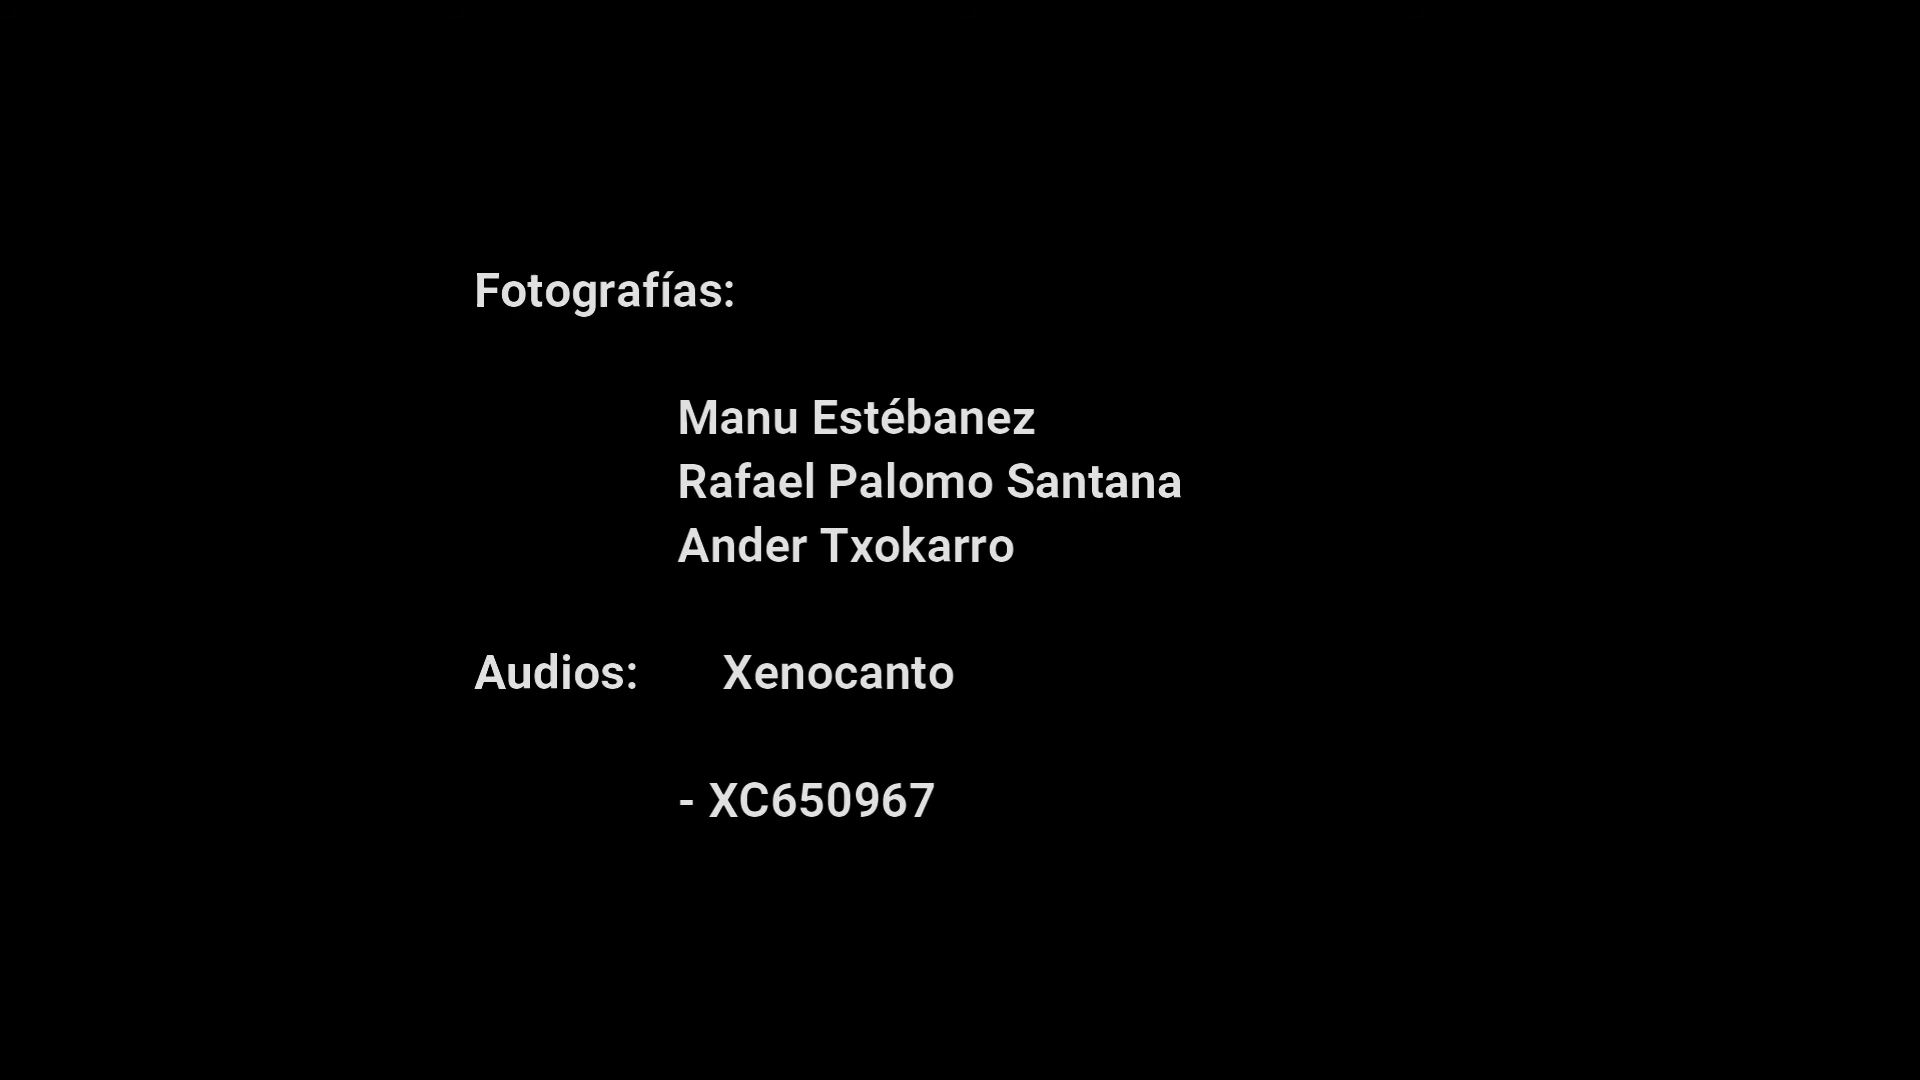 Fotografías:
Manu Estébanez
Rafael Palomo Santana
Ander Txokarro
Audios: Xenocanto
- XC650967